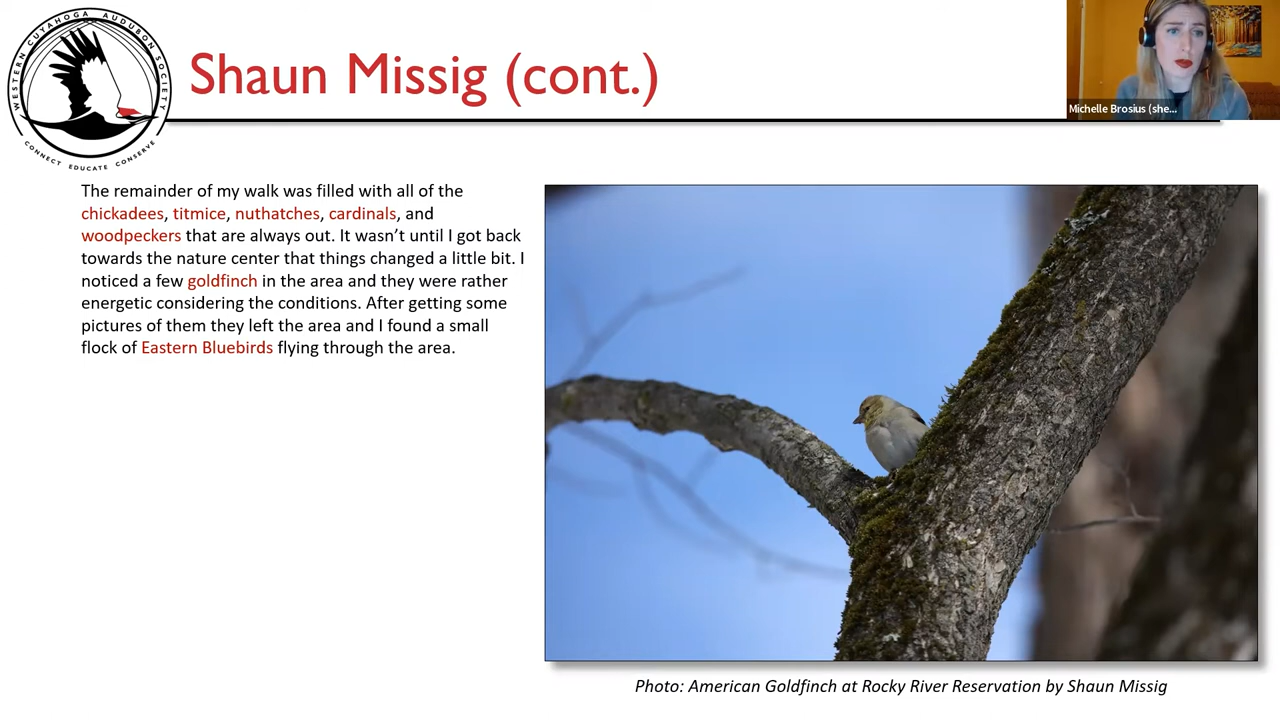 WESTERN CUYAHOGA AUDUBON SOCIETY
CONNECT EDUCATE CONSERVE
Shaun Missig (cont.)
Michelle Brosius (she...
The remainder of my walk was filled with all of the
chickadees, titmice, nuthatches, cardinals, and
woodpeckers that are always out. It wasn’t until I got back
towards the nature center that things changed a little bit. I
noticed a few goldfinch in the area and they were rather
energetic considering the conditions. After getting some
pictures of them they left the area and I found a small
flock of Eastern Bluebirds flying through the area.
Photo: American Goldfinch at Rocky River Reservation by Shaun Missig